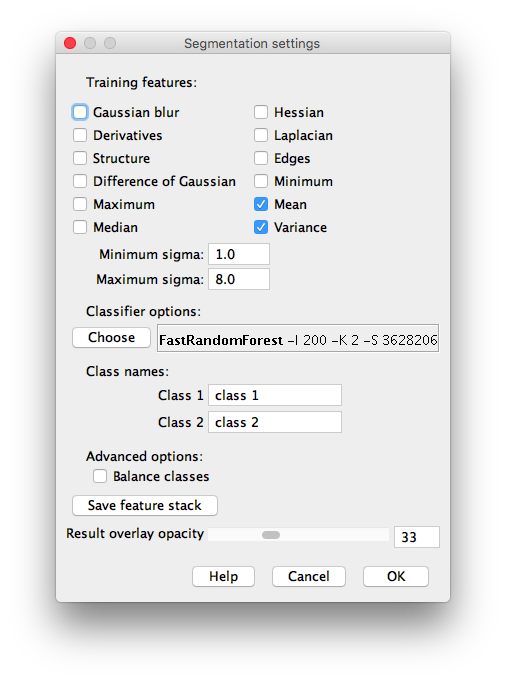 Segmentation settings
Training features:
Gaussian blur Hessian
Derivatives Laplacian
Structure Edges
Difference of Gaussian Minimum
Maximum Mean
Median Variance
Minimum sigma: 1.0
Maximum sigma: 8.0
Classifier options:
Choose FastRandomForest -I 200 -K 2 -S 3628206
Class names:
Class 1 class 1
Class 2 class 2
Advanced options:
Balance classes
Save feature stack
Result overlay opacity 33
Help Cancel OK